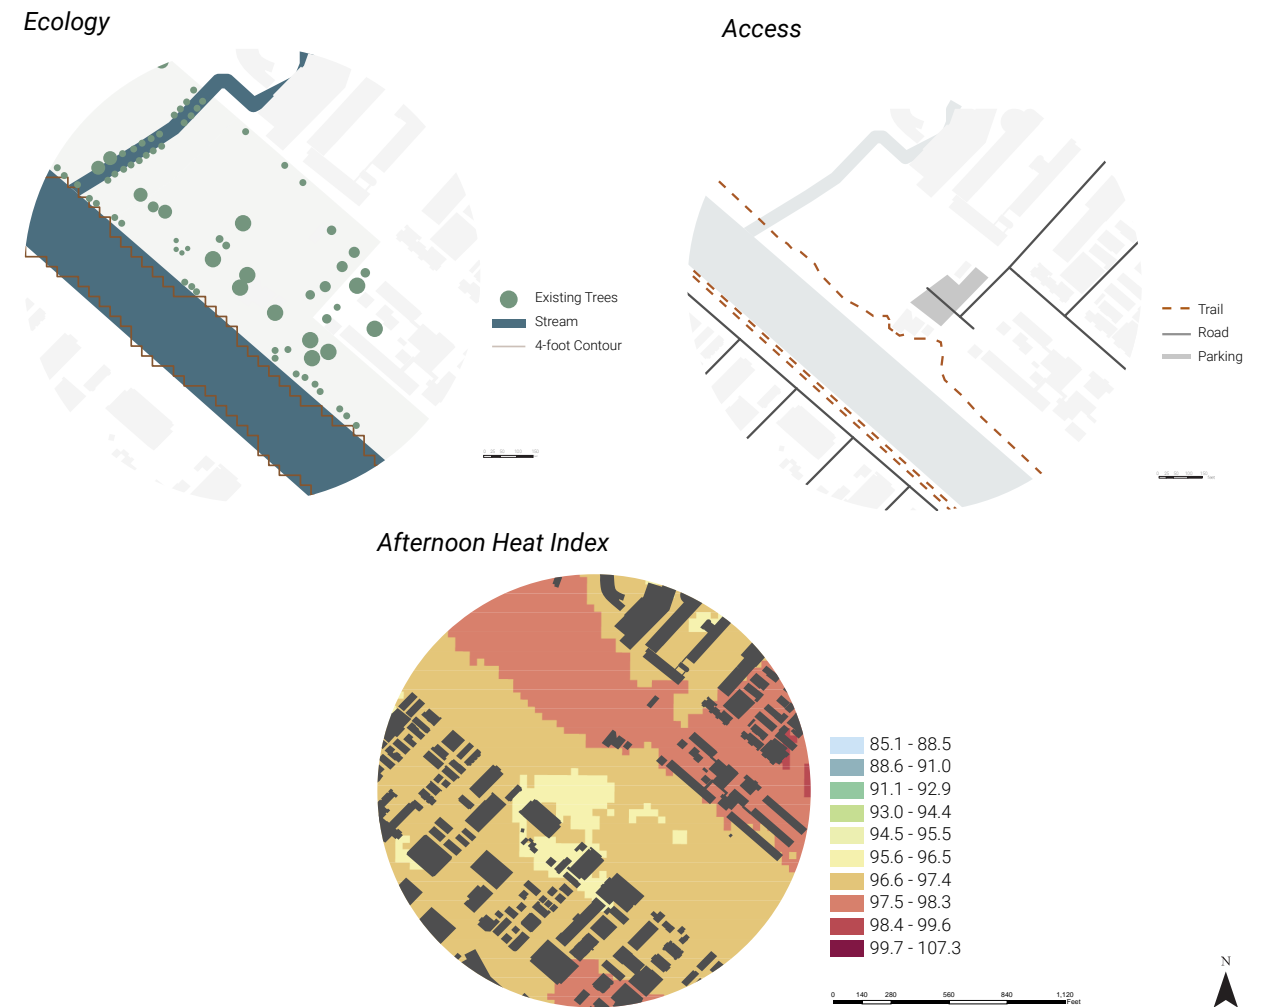 Ecology
Access
Existing Trees
Stream
4-foot Contour
Trail
Road
Parking
Afternoon Heat Index
85.1 - 88.5
88.6 - 91.0
91.1 - 92.9
93.0 - 94.4
94.5 - 95.5
95.6 - 96.5
96.6 - 97.4
97.5 - 98.3
98.4 - 99.6
99.7 - 107.3
N
0 140 280 560 840 1,120
Feet